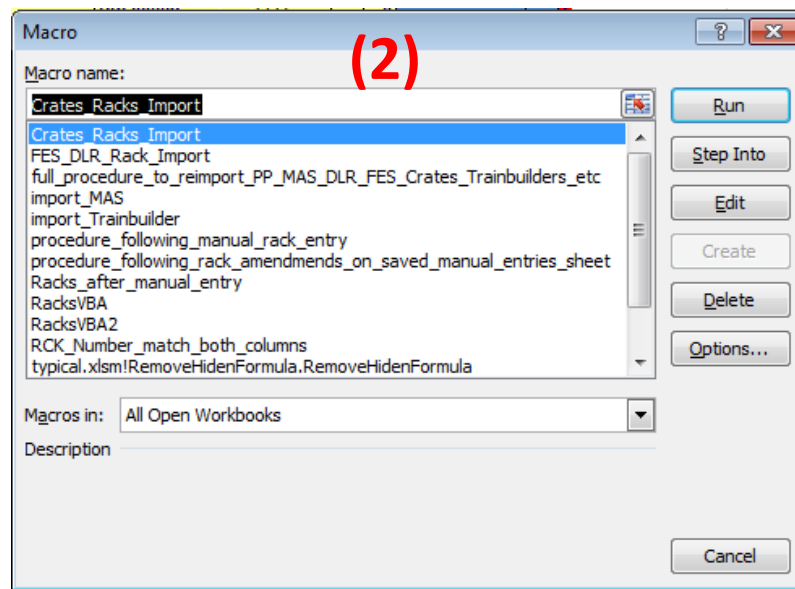 Macro
(2)
Macro name:
Crates_Racks_Import
Run
Crates_Racks_Import
FES_DLR_Rack_Import
full_procedure_to_reimport_PP_MAS_DLR_FES_Crates_Trainbuilders_etc
import_MAS
import_Trainbuilder
procedure_following_manual_rack_entry
procedure_following_rack_amendmends_on_saved_manual_entries_sheet
Racks_after_manual_entry
RacksVBA
RacksVBA2
RCK_Number_match_both_columns
typical.xlsm!RemoveHidenFormula.RemoveHidenFormula
Step Into
Edit
Create
Delete
Options...
Macros in: All Open Workbooks
Description
Cancel